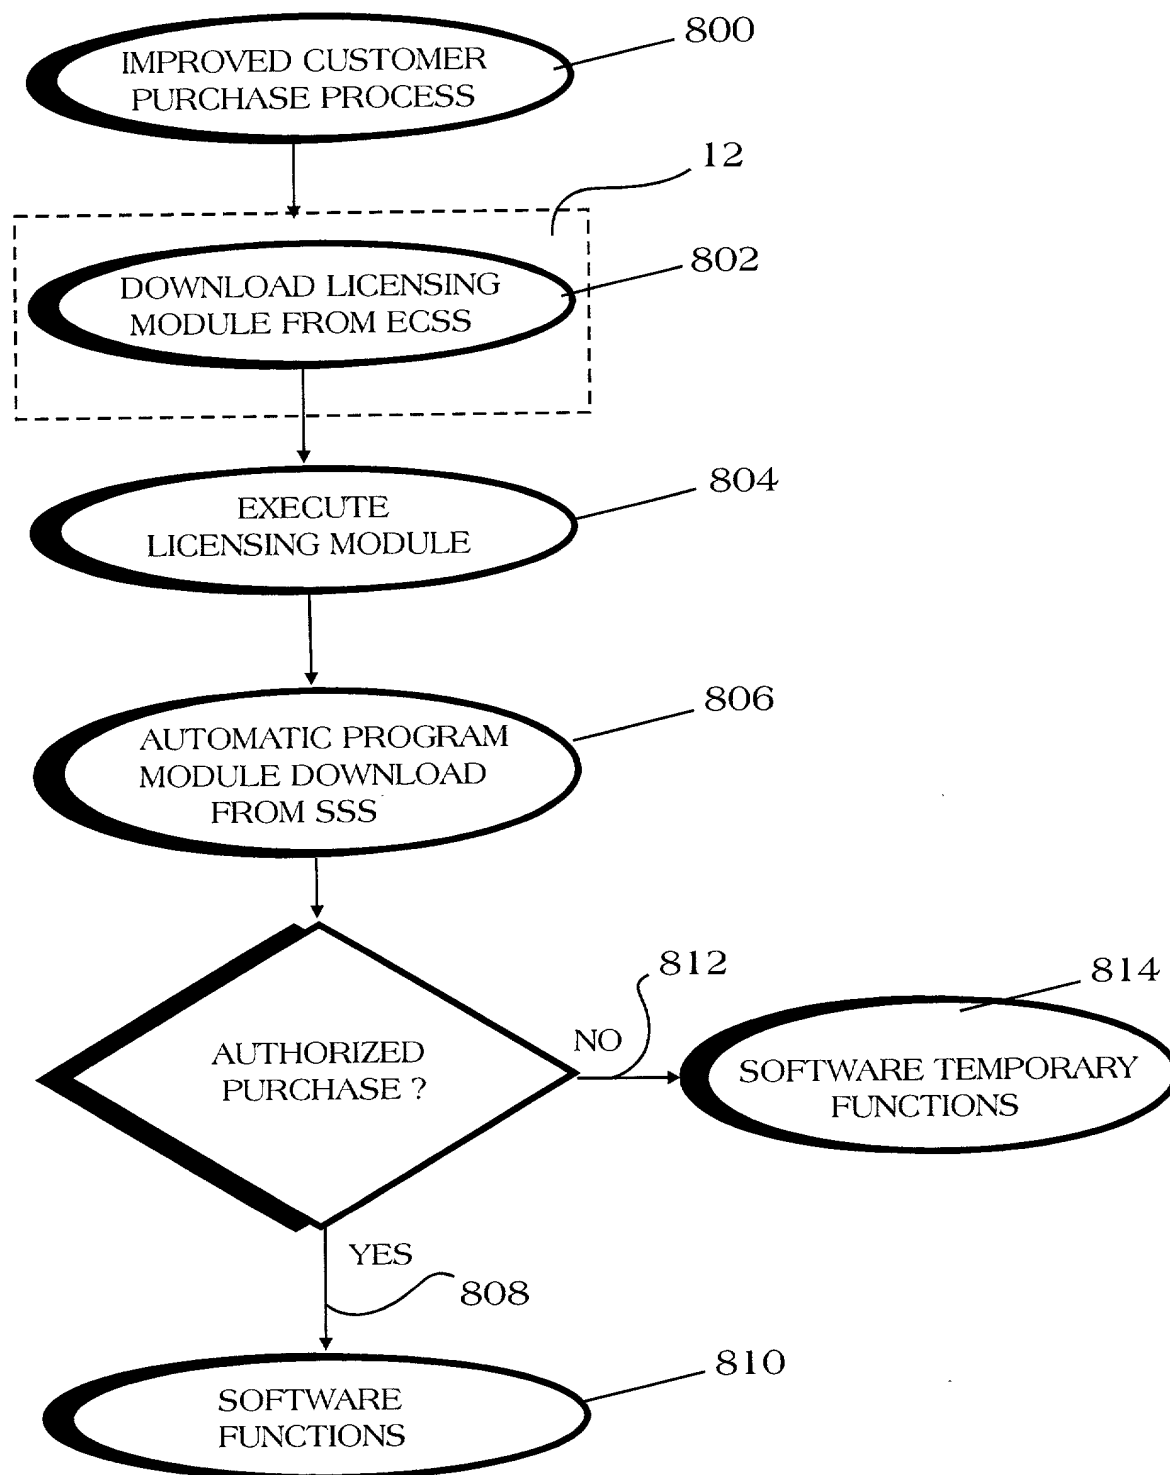 800
IMPROVED CUSTOMER
PURCHASE PROCESS
12
802
DOWNLOAD LICENSING
MODULE FROM ECSS
804
EXECUTE
LICENSING MODULE
806
AUTOMATIC PROGRAM
MODULE DOWNLOAD
FROM SSS
812
814
NO
AUTHORIZED
PURCHASE ?
SOFTWARE TEMPORARY
FUNCTIONS
YES
808
810
SOFTWARE
FUNCTIONS